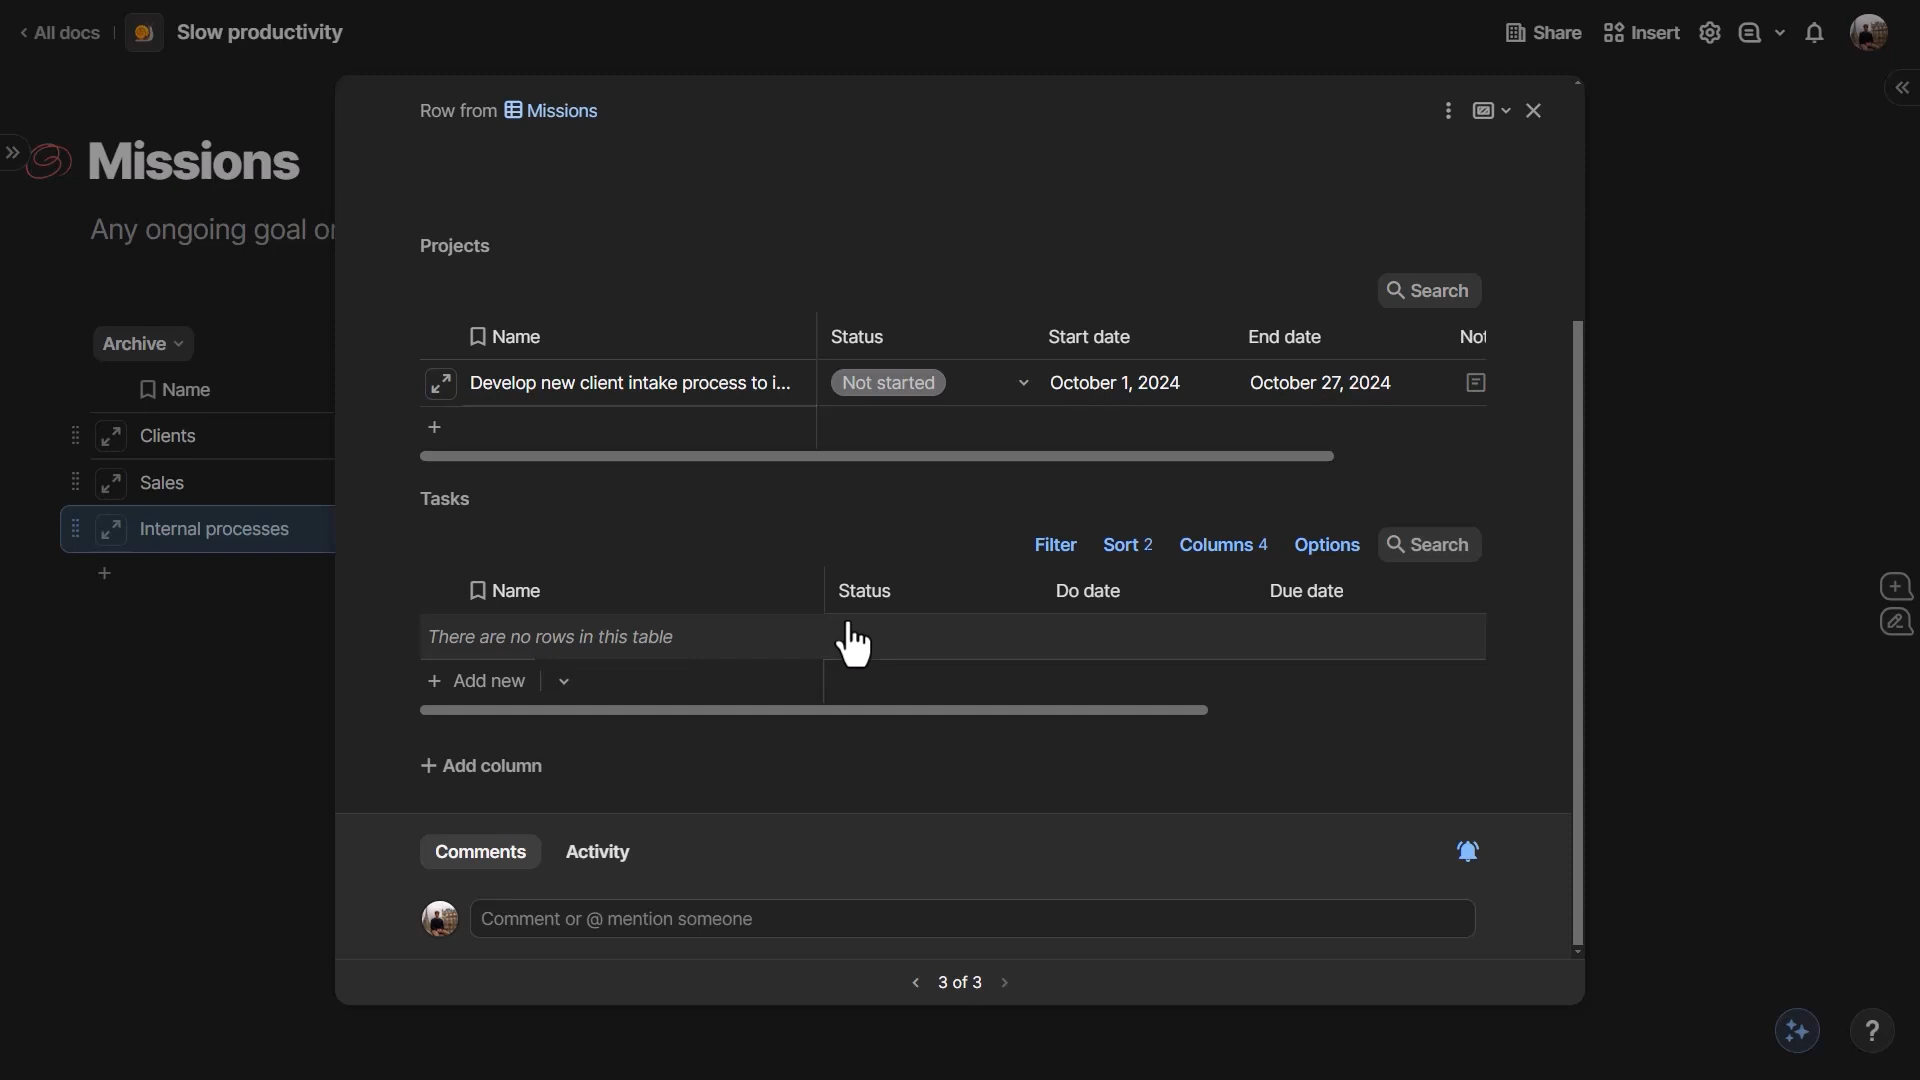 All docs
Slow productivity
Share
Insert
Row from Missions
Missions
Any ongoing goal
Archive
Name
Clients
Sales
Internal processes
Projects
Search
Name Status Start date End date
Develop new client intake process to i... Not started October 1, 2024 October 27, 2024
Tasks
Filter Sort 2 Columns 4 Options Search
Name Status Do date Due date
There are no rows in this table
+ Add new
+ Add column
Comments Activity
Comment or @ mention someone
3 of 3
?